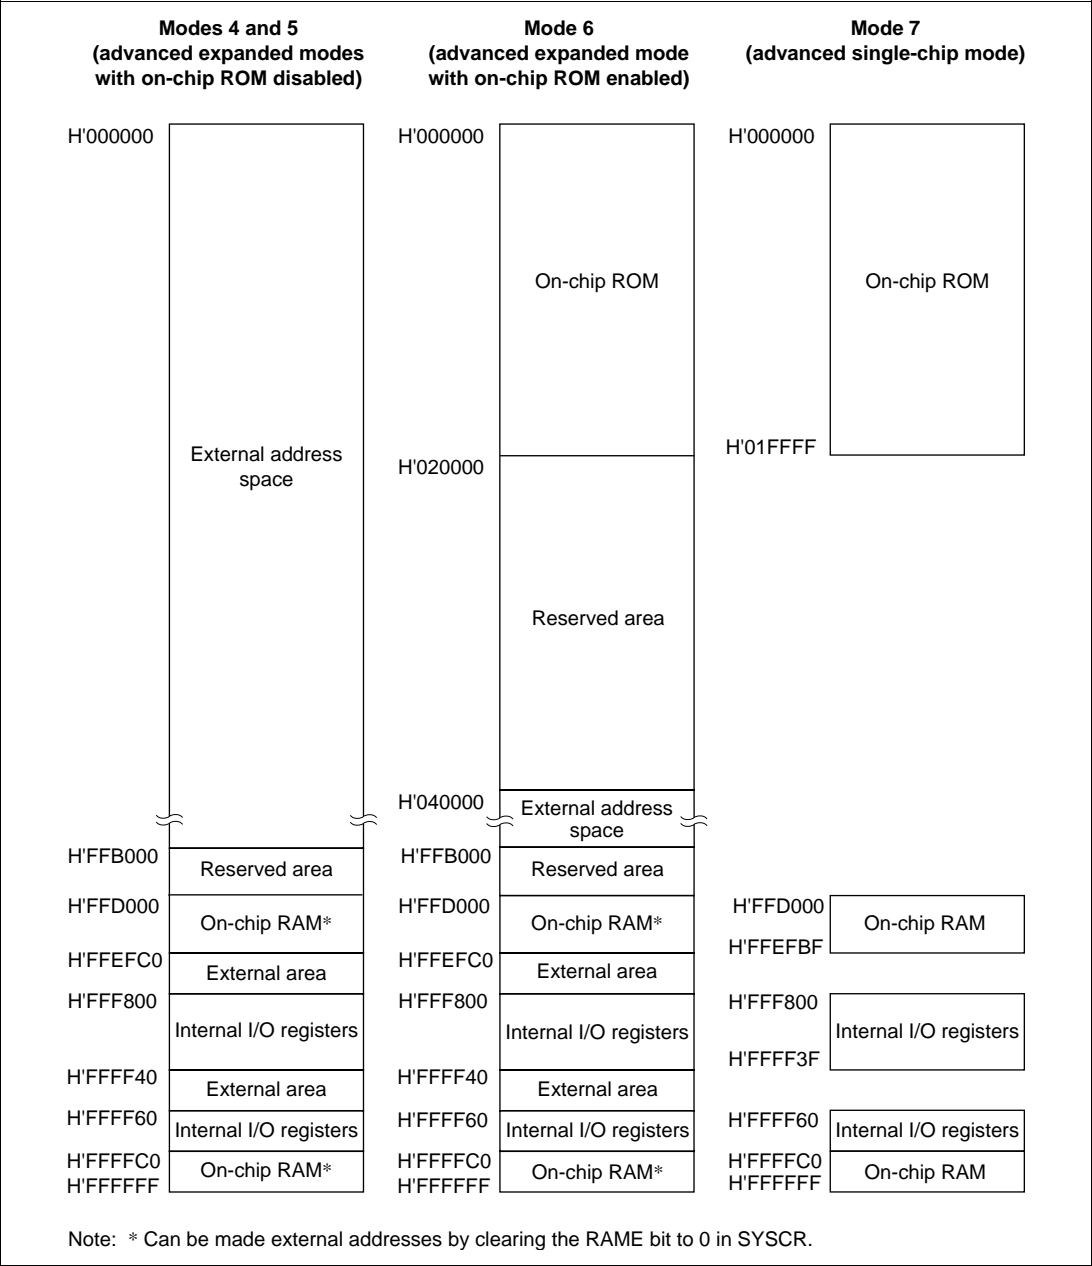 Modes 4 and 5
(advanced expanded modes
with on-chip ROM disabled)
H'000000
External address
space
H'FFB000
Reserved area
H'FFD000
On-chip RAM*
H'FFEFC0
External area
H'FFF800
Internal I/O registers
H'FFFF40
External area
H'FFFF60
Internal I/O registers
H'FFFFC0
On-chip RAM*
H'FFFFFF
Mode 6
(advanced expanded mode
with on-chip ROM enabled)
H'000000
On-chip ROM
H'020000
Reserved area
H'040000
External address
space
H'FFB000
Reserved area
H'FFD000
On-chip RAM*
H'FFEFC0
External area
H'FFF800
Internal I/O registers
H'FFFF40
External area
H'FFFF60
Internal I/O registers
H'FFFFC0
On-chip RAM*
H'FFFFFF
Mode 7
(advanced single-chip mode)
H'000000
On-chip ROM
H'01FFFF
H'FFD000
On-chip RAM
H'FFEFBF
H'FFF800
Internal I/O registers
H'FFFF3F
H'FFFF60
Internal I/O registers
H'FFFFC0
On-chip RAM
H'FFFFFF
Note: * Can be made external addresses by clearing the RAME bit to 0 in SYSCR.